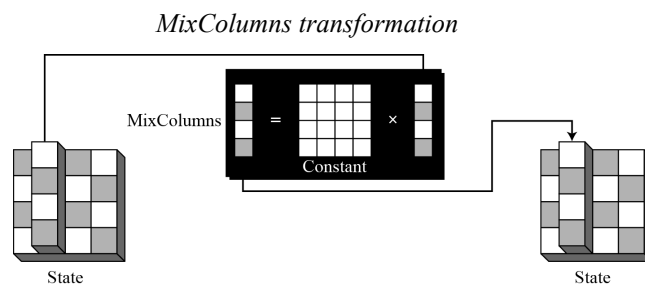 MixColumns transformation
MixColumns
=
×
Constant
State
State